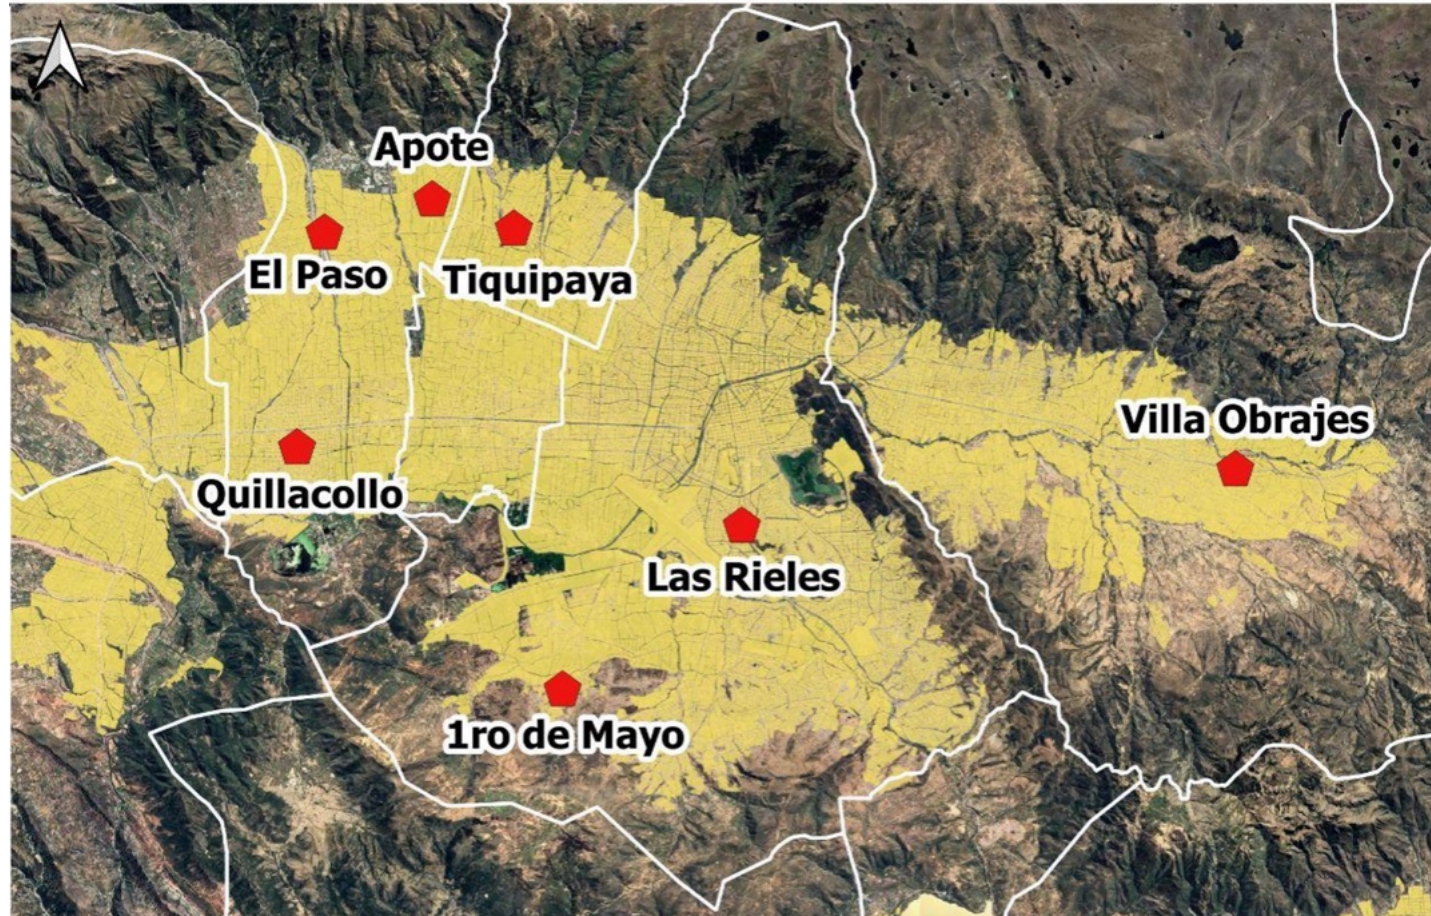 Apote
El Paso
Tiquipaya
Villa Obrajes
Quillacollo
Las Rieles
1ro de Mayo